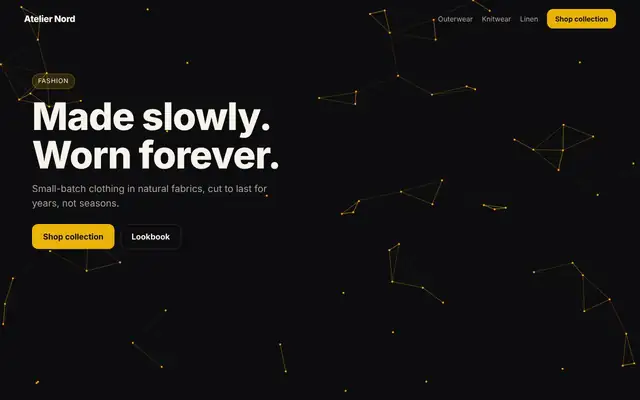 Atelier Nord
Outerwear Knitwear Linen Shop collection
FASHION
Made slowly.
Worn forever.
Small-batch clothing in natural fabrics, cut to last for
years, not seasons.
Shop collection Lookbook